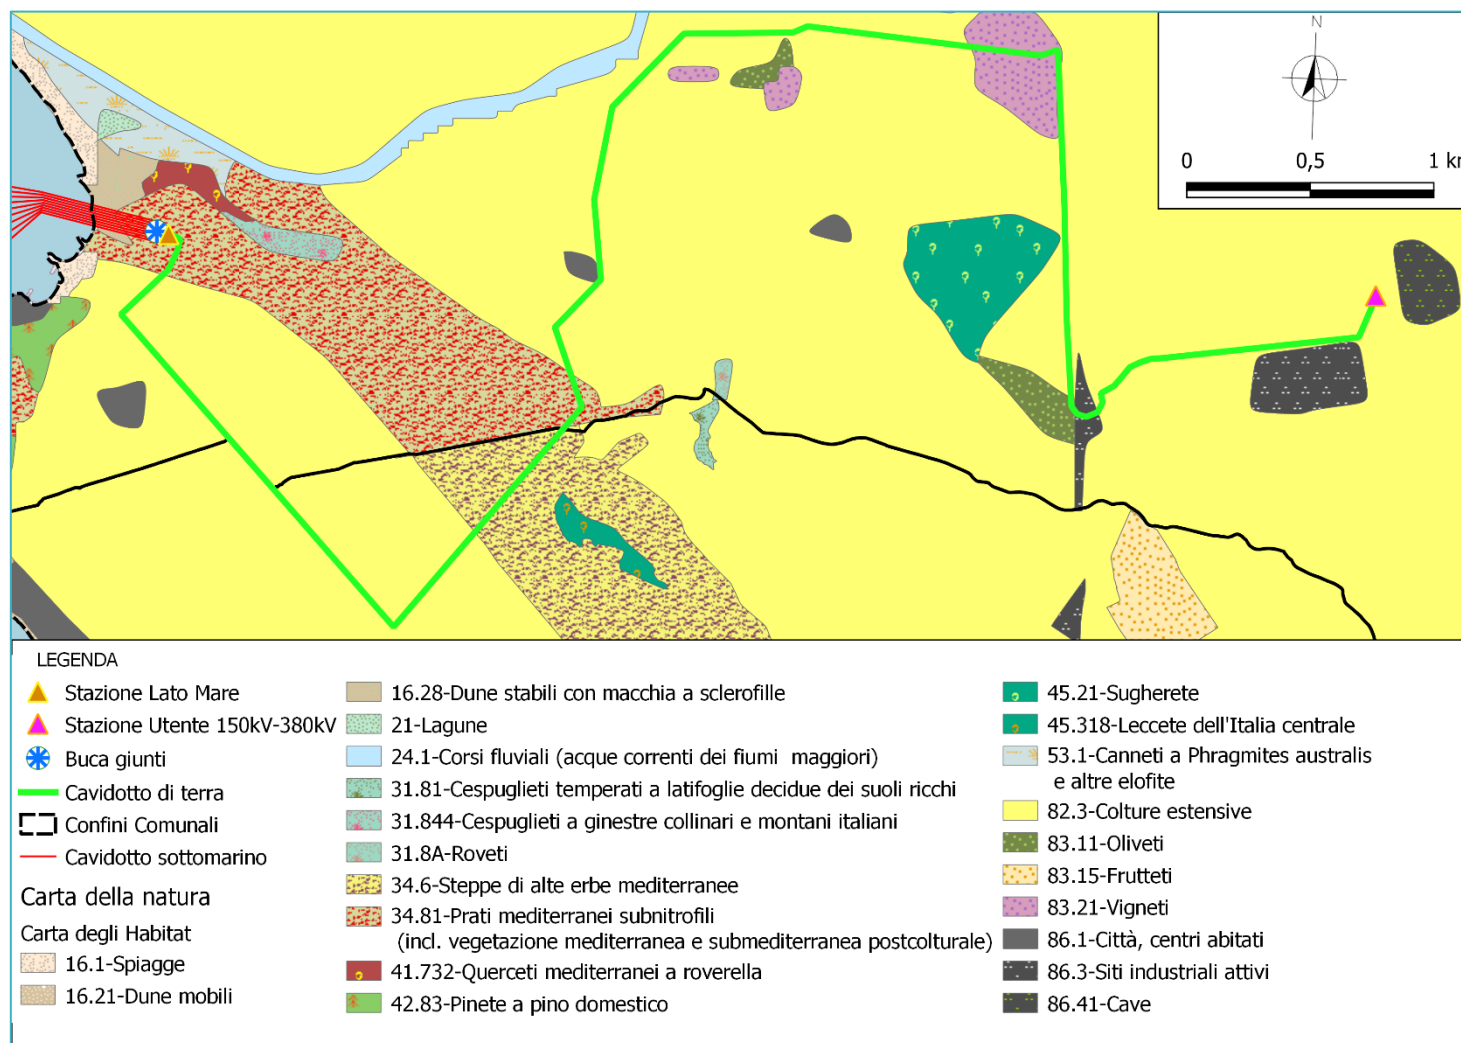 N
0 0,5 1 km
LEGENDA
Stazione Lato Mare
Stazione Utente 150kV-380kV
Buca giunti
Cavidotto di terra
Confini Comunali
Cavidotto sottomarino
Carta della natura
Carta degli Habitat
16.1-Spiagge
16.21-Dune mobili
16.28-Dune stabili con macchia a sclerofille
21-Lagune
24.1-Corsi fluviali (acque correnti dei fiumi maggiori)
31.81-Cespuglieti temperati a latifoglie decidue dei suoli ricchi
31.844-Cespuglieti a ginestre collinari e montani italiani
31.8A-Roveti
34.6-Steppe di alte erbe mediterranee
34.81-Prati mediterranei subnitrofili
(incl. vegetazione mediterranea e submediterranea postcolturale)
41.732-Querceti mediterranei a roverella
42.83-Pinete a pino domestico
45.21-Sugherete
45.318-Leccete dell'Italia centrale
53.1-Canneti a Phragmites australis
e altre elofite
82.3-Colture estensive
83.11-Oliveti
83.15-Frutteti
83.21-Vigneti
86.1-Città, centri abitati
86.3-Siti industriali attivi
86.41-Cave